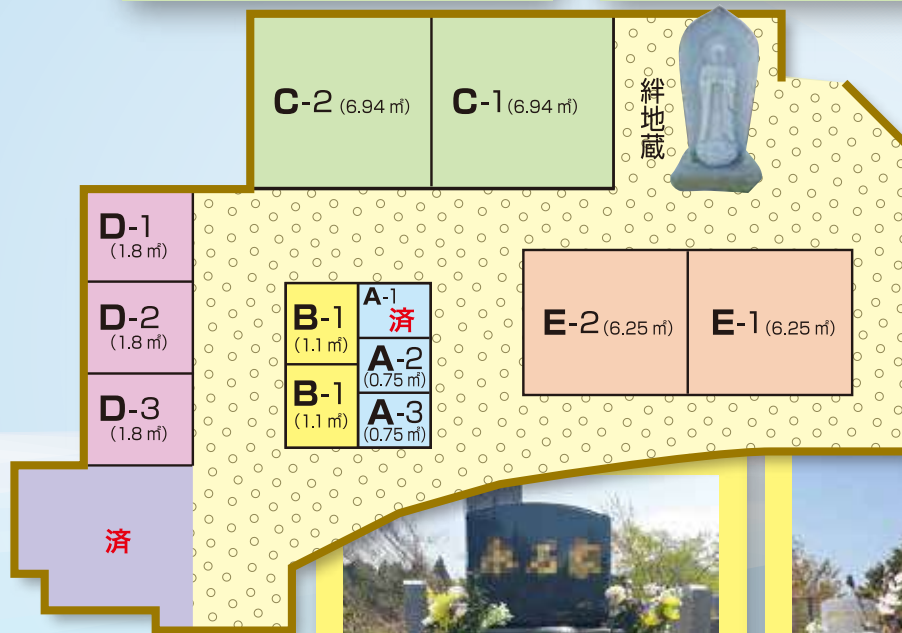 C-2 (6.94㎡)
C-1 (6.94㎡)
絆地蔵
D-1
(1.8㎡)
D-2
(1.8㎡)
D-3
(1.8㎡)
済
B-1
(1.1㎡)
B-1
(1.1㎡)
A-1
済
A-2
(0.75㎡)
A-3
(0.75㎡)
E-2 (6.25㎡)
E-1 (6.25㎡)